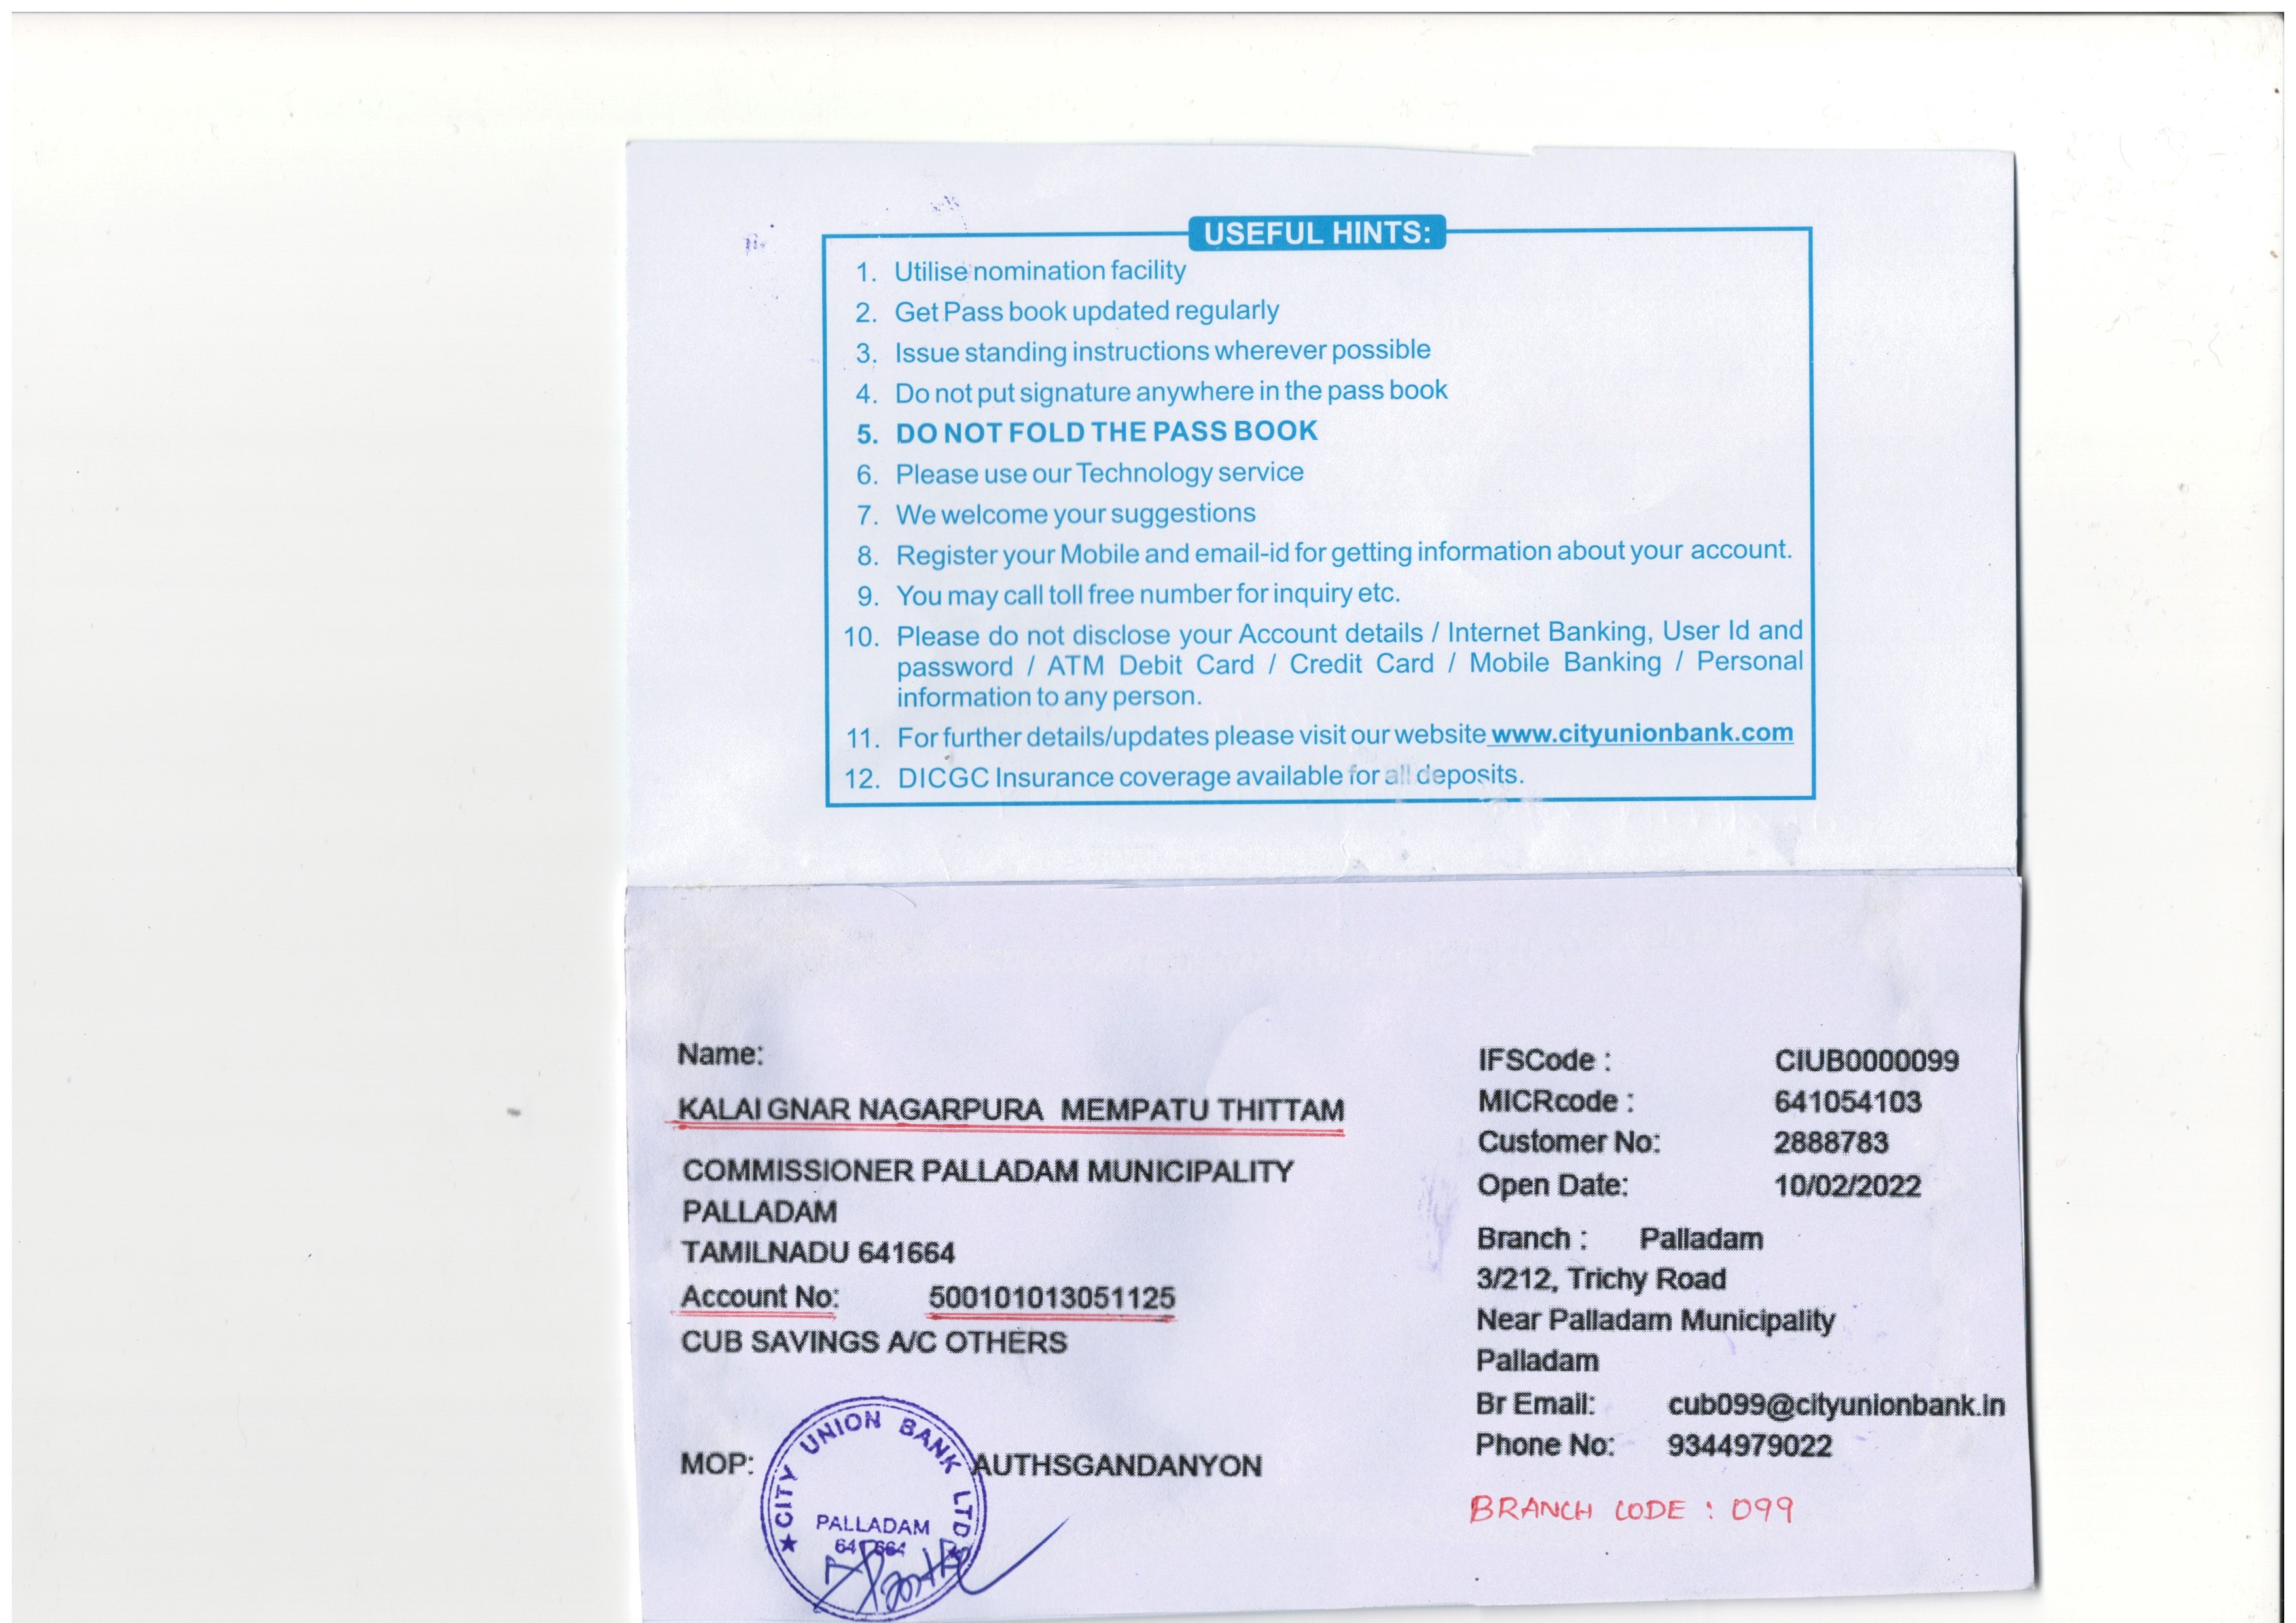 USEFUL HINTS:
1. Utilise nomination facility
2. Get Pass book updated regularly
3. Issue standing instructions wherever possible
4. Do not put signature anywhere in the pass book
5. DO NOT FOLD THE PASS BOOK
6. Please use our Technology service
7. We welcome your suggestions
8. Register your Mobile and email-id for getting information about your account.
9. You may call toll free number for inquiry etc.
10. Please do not disclose your Account details / Internet Banking, User Id and
password / ATM Debit Card / Credit Card / Mobile Banking / Personal
information to any person.
11. For further details/updates please visit our website www.cityunionbank.com
12. DICGC Insurance coverage available for all deposits.
Name:
KALAIGNAR NAGARPURA MEMPATU THITTAM
COMMISSIONER PALLADAM MUNICIPALITY
PALLADAM
TAMILNADU 641664
Account No: 500101013051125
CUB SAVINGS A/C OTHERS
MOP: AUTHSGANDANYON
CITY UNION BANK LTD
PALLADAM
641 664
IFSCode : CIUB0000099
MICRcode : 641054103
Customer No: 2888783
Open Date: 10/02/2022
Branch : Palladam
3/212, Trichy Road
Near Palladam Municipality
Palladam
Br Email: cub099@cityunionbank.in
Phone No: 9344979022
BRANCH CODE : 099